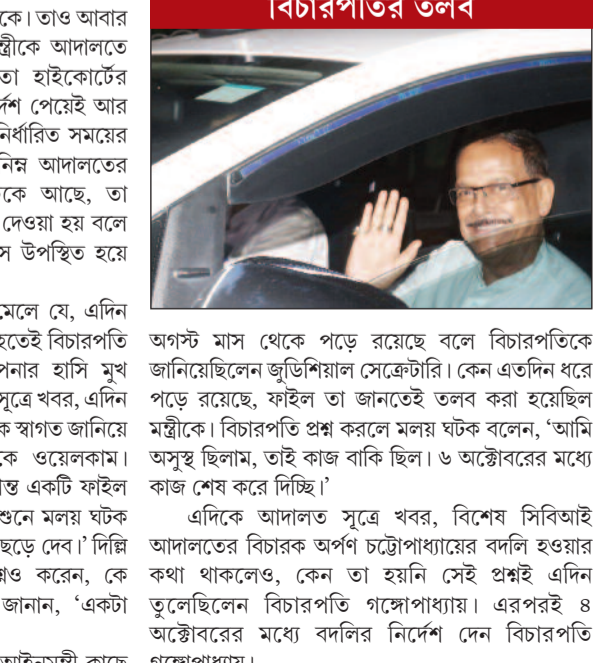 কে। তাও আবার
ন্ত্রীকে আদালতে
তা হাইকোর্টের
র্দেশ পেয়েই আর
নির্ধারিত সময়ের
নিম্ন আদালতের
কে আছে, তা
দেওয়া হয় বলে
স উপস্থিত হয়ে
মেলে যে, এদিন
হতেই বিচারপতি
পনার হাসি মুখ
সূত্রে খবর, এদিন
ক স্বাগত জানিয়ে
কে ওয়েলকাম।
ন্ত একটি ফাইল
শুনে মলয় ঘটক
ছেড়ে দেব।' দিল্লি
শ্নও করেন, কে
জানান, 'একটা
আইনমন্ত্রী কাছে
বিচারপতির তলব
অগস্ট মাস থেকে পড়ে রয়েছে বলে বিচারপতিকে
জানিয়েছিলেন জুডিশিয়াল সেক্রেটারি। কেন এতদিন ধরে
পড়ে রয়েছে, ফাইল তা জানতেই তলব করা হয়েছিল
মন্ত্রীকে। বিচারপতি প্রশ্ন করলে মলয় ঘটক বলেন, 'আমি
অসুস্থ ছিলাম, তাই কাজ বাকি ছিল। ৬ অক্টোবরের মধ্যে
কাজ শেষ করে দিচ্ছি।'
এদিকে আদালত সূত্রে খবর, বিশেষ সিবিআই
আদালতের বিচারক অর্পণ চট্টোপাধ্যায়ের বদলি হওয়ার
কথা থাকলেও, কেন তা হয়নি সেই প্রশ্নই এদিন
তুলেছিলেন বিচারপতি গঙ্গোপাধ্যায়। এরপরই ৪
অক্টোবরের মধ্যে বদলির নির্দেশ দেন বিচারপতি
গঙ্গোপাধ্যায়।